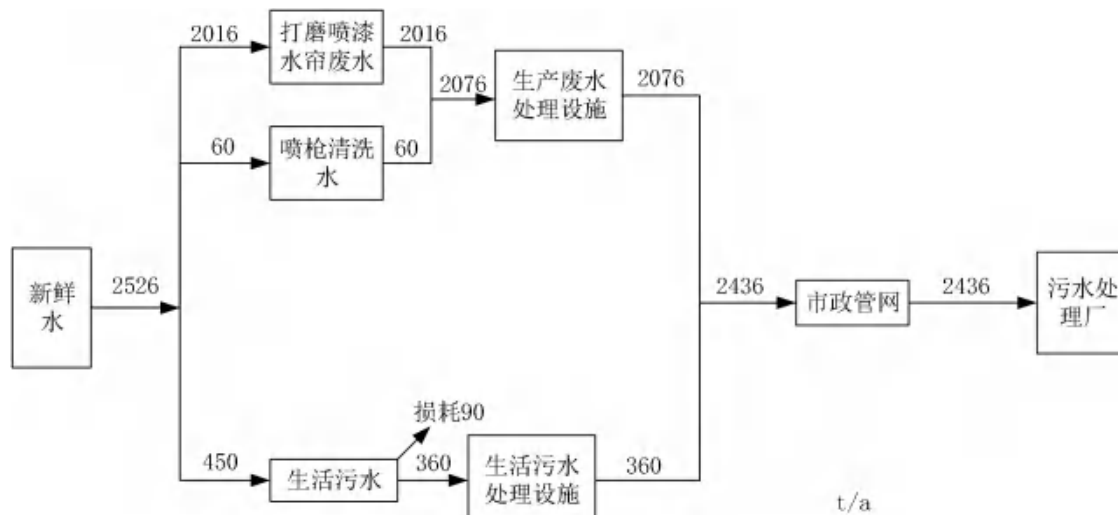 2016
打磨喷漆
水帘废水
2016
2076
生产废水
处理设施
2076
60
喷枪清洗
水
60
新鲜
水
2526
2436
市政管网
2436
污水处
理厂
损耗90
450
生活污水
360
生活污水
处理设施
360
t/a